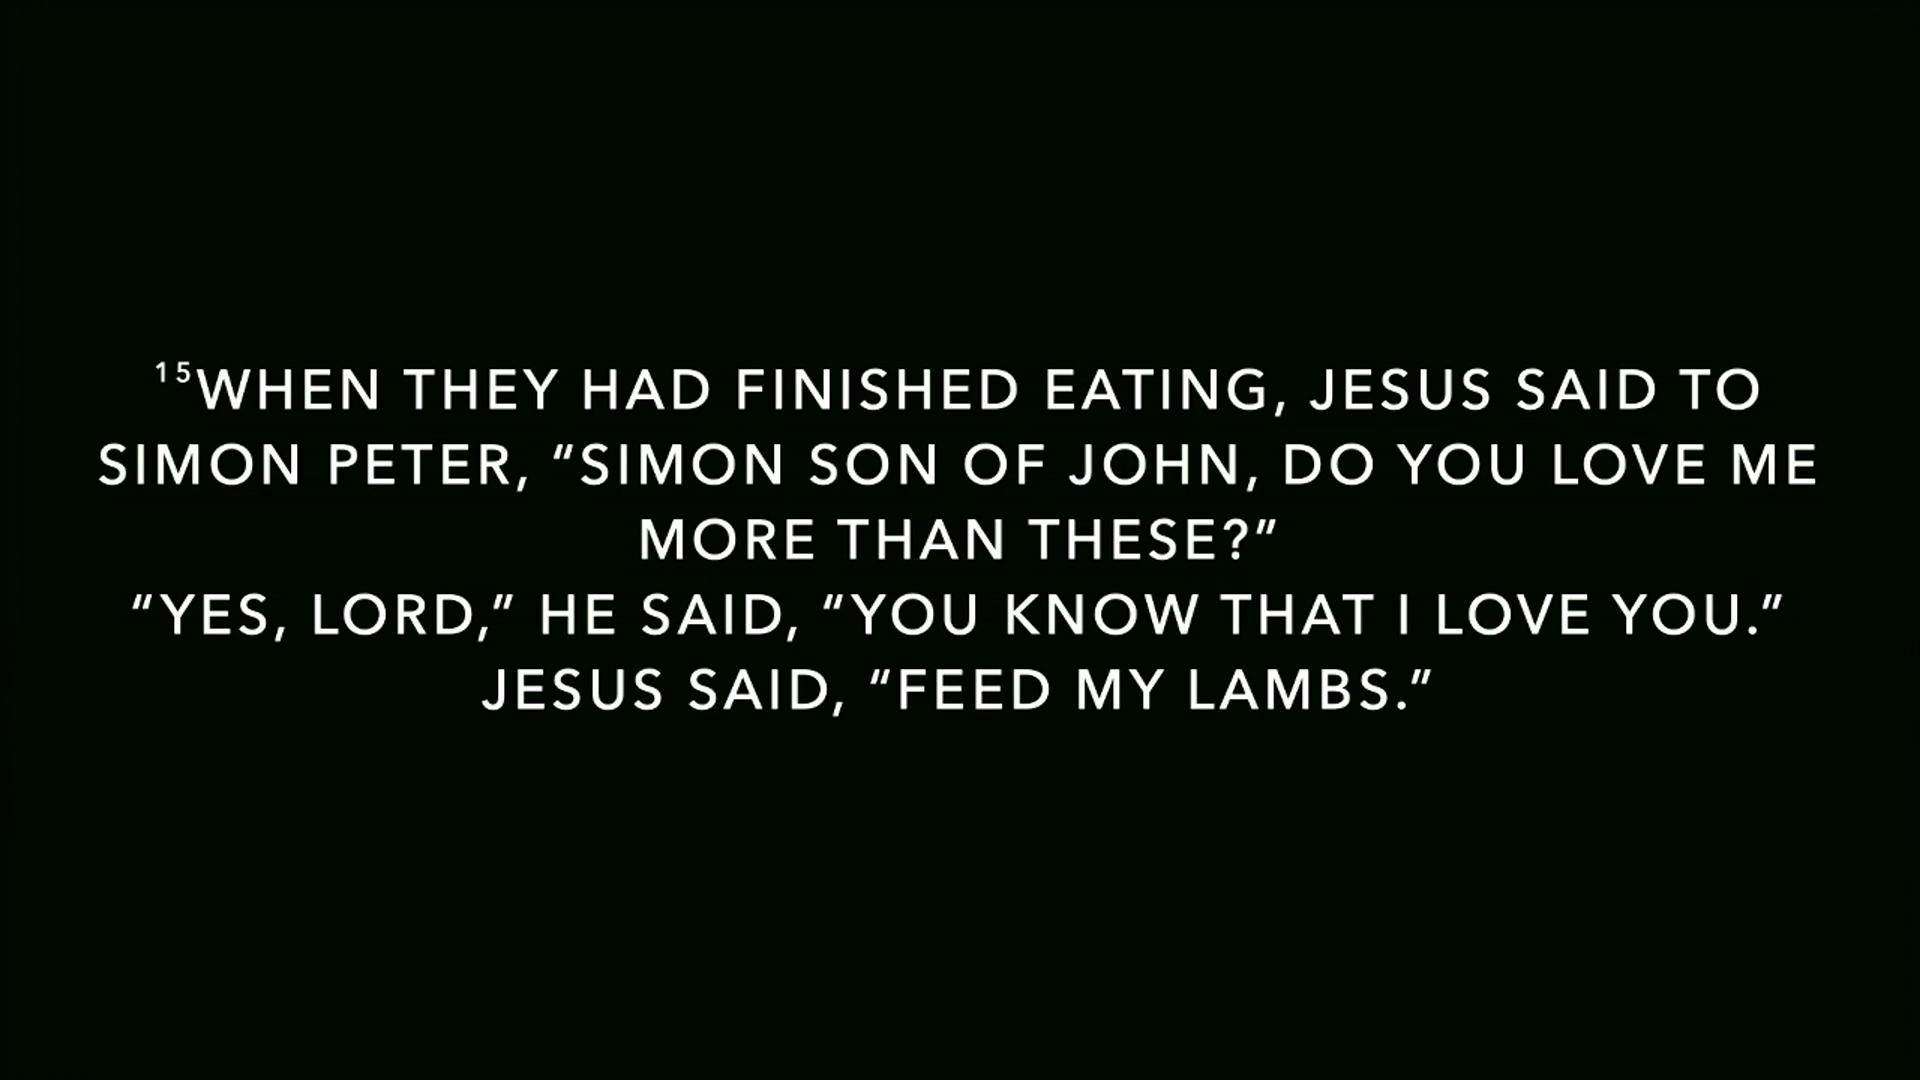 ¹⁵WHEN THEY HAD FINISHED EATING, JESUS SAID TO
SIMON PETER, “SIMON SON OF JOHN, DO YOU LOVE ME
MORE THAN THESE?”
“YES, LORD,” HE SAID, “YOU KNOW THAT I LOVE YOU.”
JESUS SAID, “FEED MY LAMBS.”